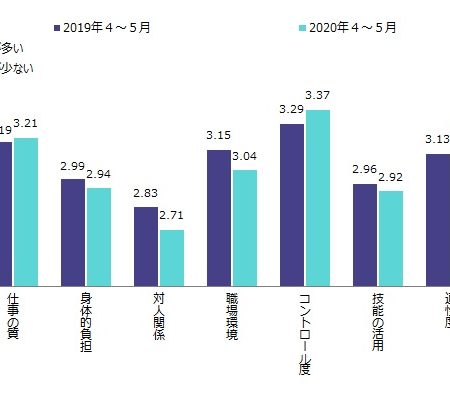 2019年４～５月
2020年４～５月
多い
少ない
19
3.21
2.99
2.94
2.83
2.71
3.15
3.04
3.29
3.37
2.96
2.92
3.13
仕事の質
身体的負担
対人関係
職場環境
コントロール度
技能の活用